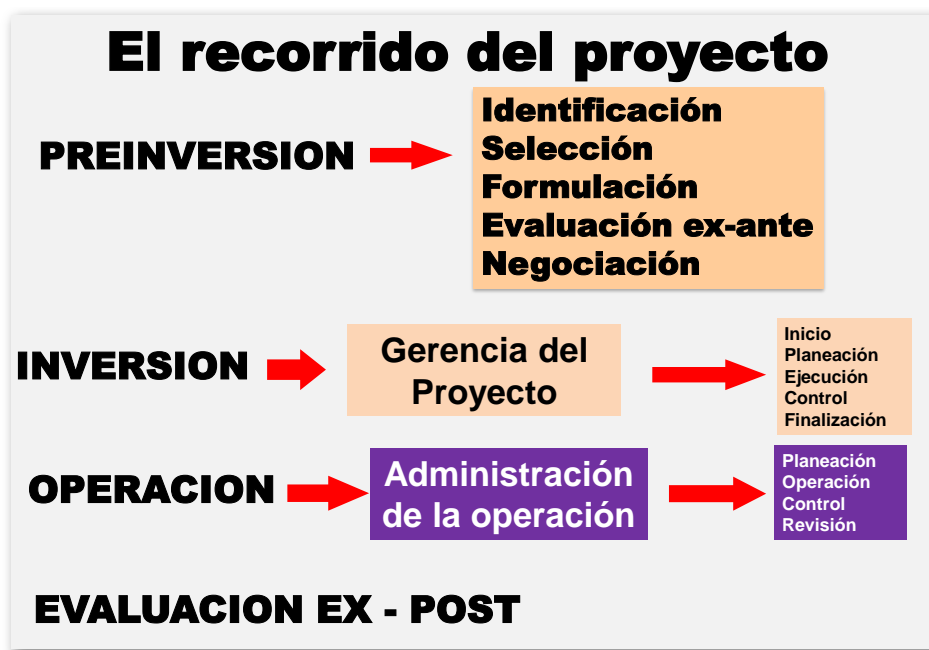 El recorrido del proyecto
PREINVERSION
Identificación
Selección
Formulación
Evaluación ex-ante
Negociación
INVERSION
Gerencia del
Proyecto
Inicio
Planeación
Ejecución
Control
Finalización
OPERACION
Administración
de la operación
Planeación
Operación
Control
Revisión
EVALUACION EX - POST